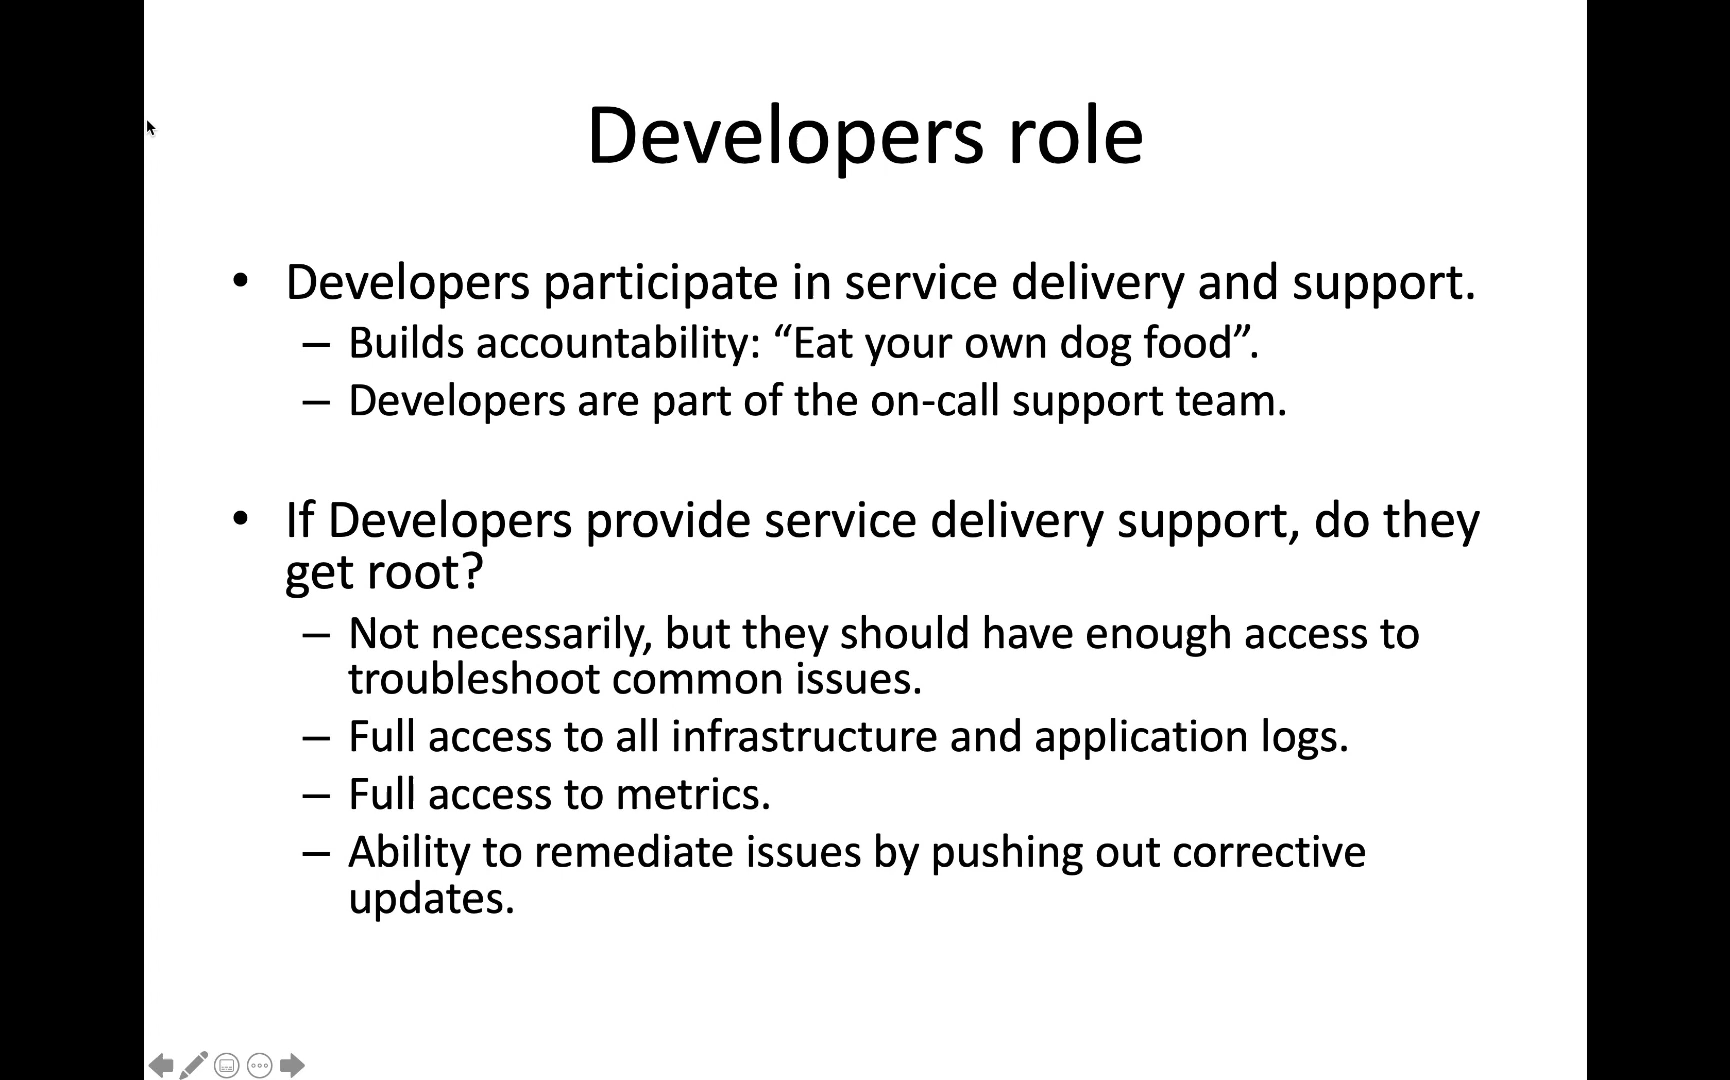 Developers role
• Developers participate in service delivery and support.
– Builds accountability: “Eat your own dog food”.
– Developers are part of the on-call support team.
• If Developers provide service delivery support, do they
get root?
– Not necessarily, but they should have enough access to
troubleshoot common issues.
– Full access to all infrastructure and application logs.
– Full access to metrics.
– Ability to remediate issues by pushing out corrective
updates.